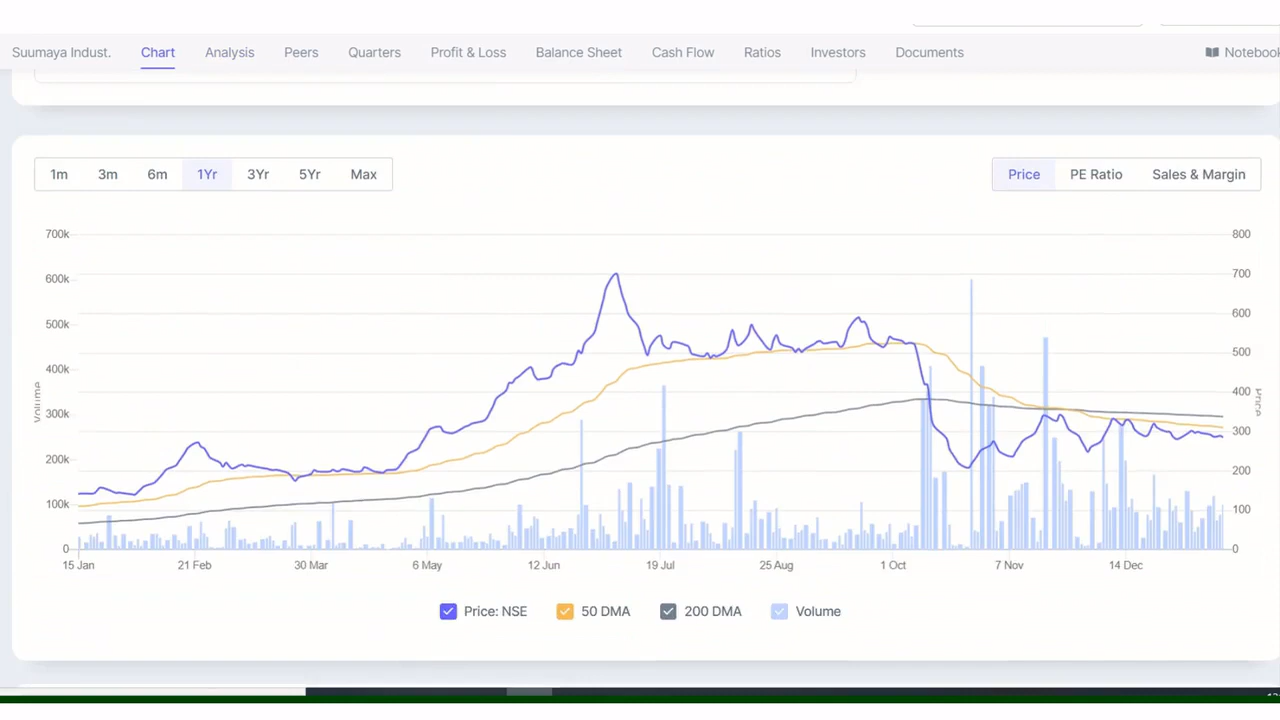 Suumaya Indust. Chart Analysis Peers Quarters Profit & Loss Balance Sheet Cash Flow Ratios Investors Documents Notebook
1m 3m 6m 1Yr 3Yr 5Yr Max Price PE Ratio Sales & Margin
700k 800
600k 700
500k 600
400k 500
300k 400
200k 300
100k 200
0 100
0
Volume
Price
15 Jan 21 Feb 30 Mar 6 May 12 Jun 19 Jul 25 Aug 1 Oct 7 Nov 14 Dec
Price: NSE 50 DMA 200 DMA Volume